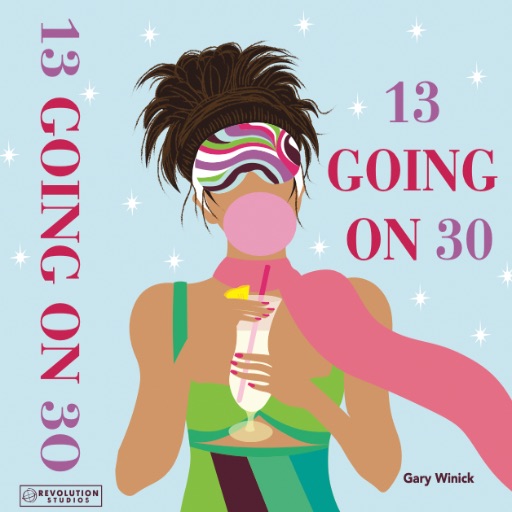 13 GOING ON 30
13
GOING
ON 30
Gary Winick
REVOLUTION
STUDIOS